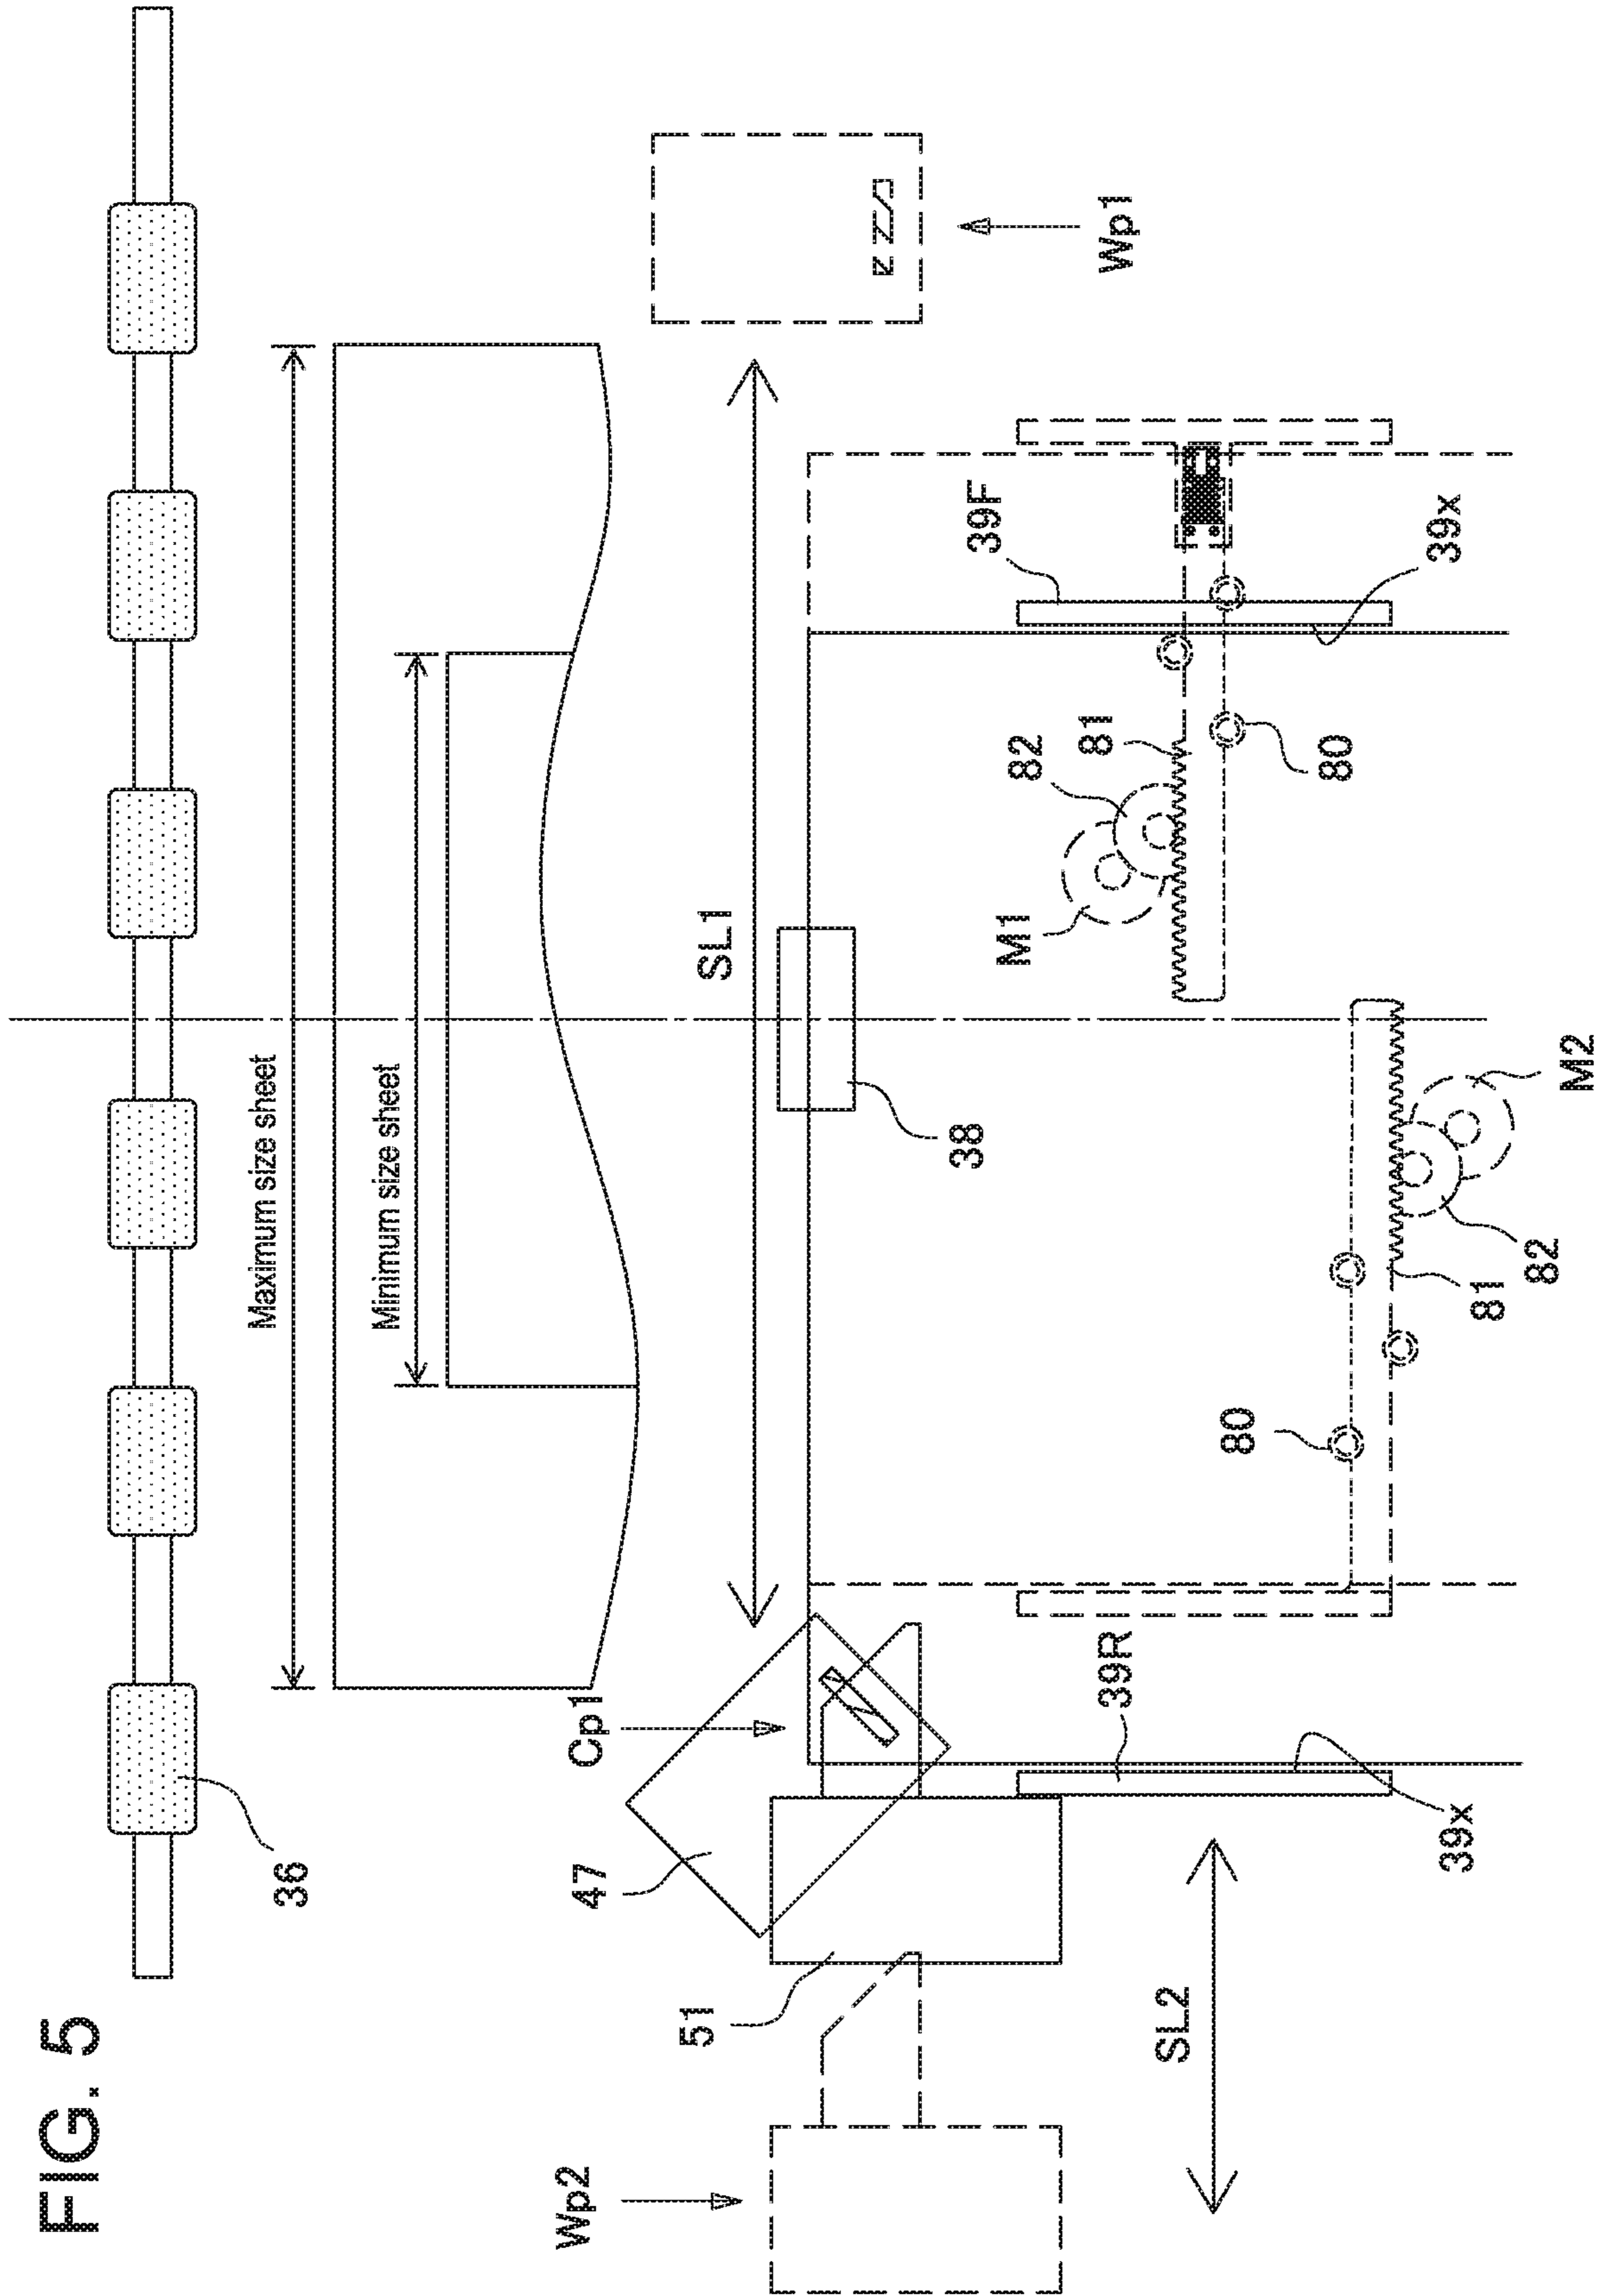 FIG. 5
36
Maximum size sheet
Minimum size sheet
SL1
Wp1
Wp2
Cp1
47
51
38
39F
39x
M1
82
81
80
39R
80
M2
82
81
39x
SL2